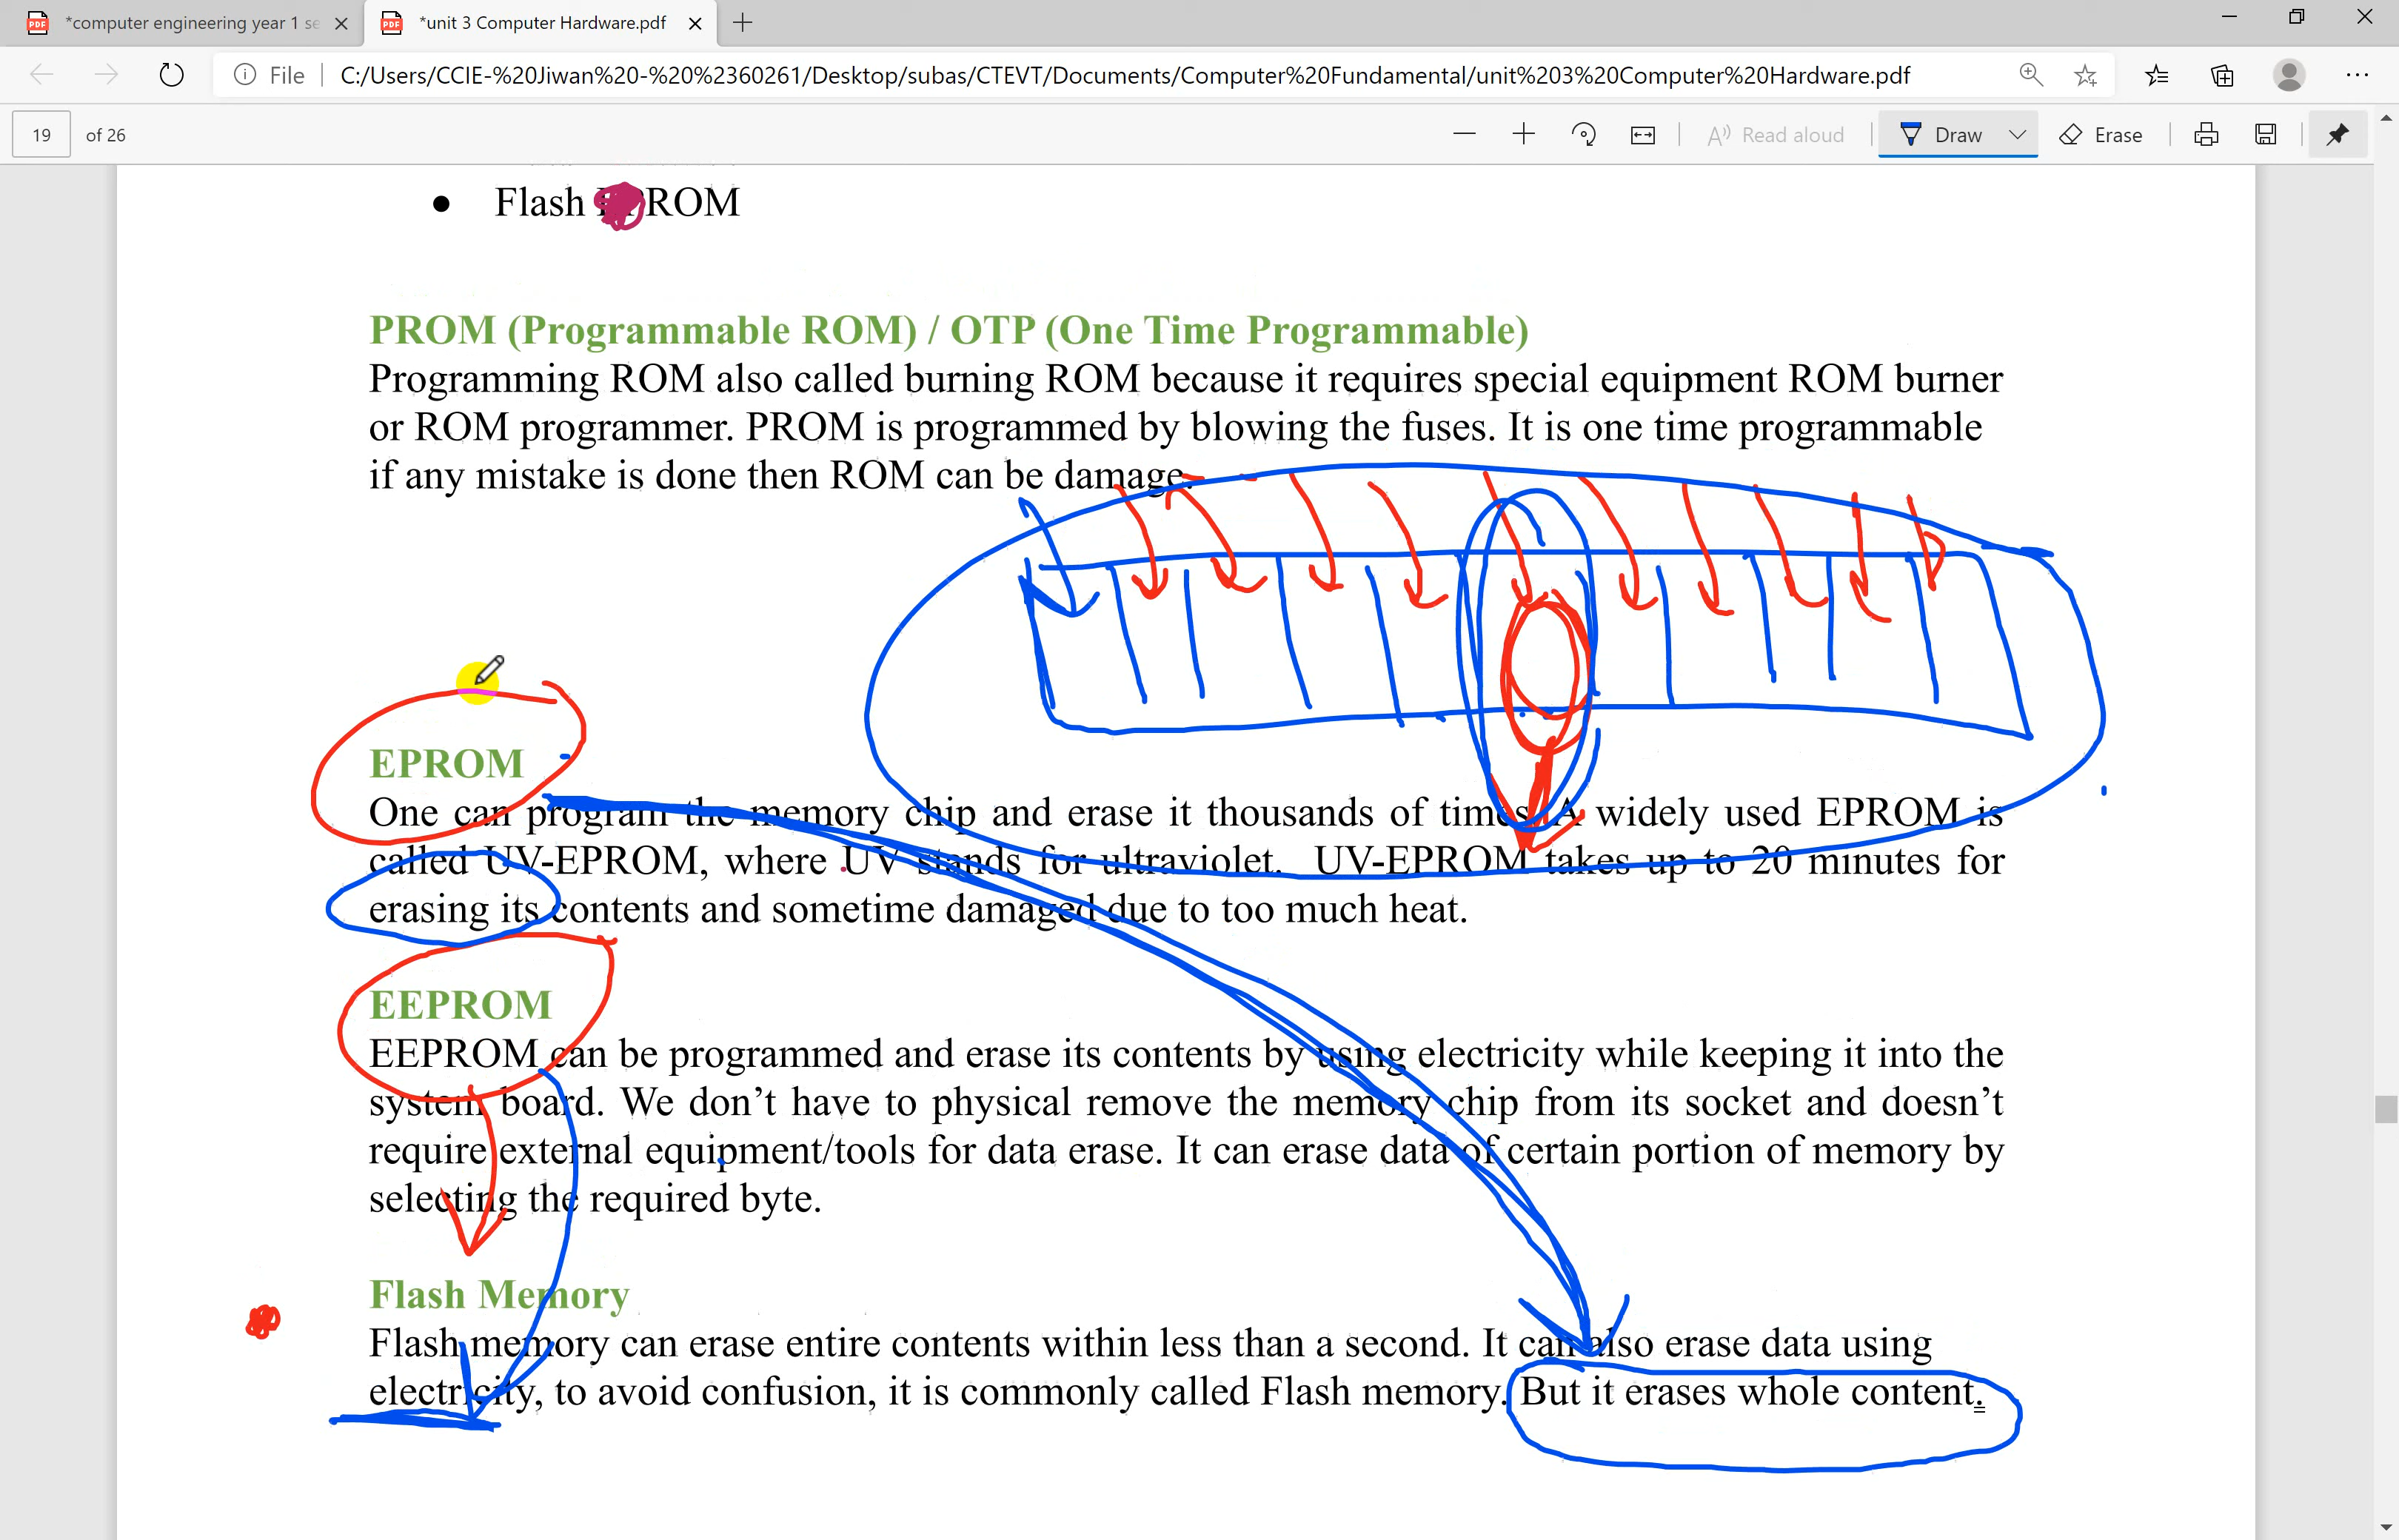 *computer engineering year 1 se
*unit 3 Computer Hardware.pdf
File
C:/Users/CCIE-%20Jiwan%20-%20%2360261/Desktop/subas/CTEVT/Documents/Computer%20Fundamental/unit%203%20Computer%20Hardware.pdf
19 of 26
Read aloud
Draw
Erase
• Flash ROM
PROM (Programmable ROM) / OTP (One Time Programmable)
Programming ROM also called burning ROM because it requires special equipment ROM burner
or ROM programmer. PROM is programmed by blowing the fuses. It is one time programmable
if any mistake is done then ROM can be damage.
EPROM
One can program the memory chip and erase it thousands of times. A widely used EPROM is
called UV-EPROM, where UV stands for ultraviolet. UV-EPROM takes up to 20 minutes for
erasing its contents and sometime damaged due to too much heat.
EEPROM
EEPROM can be programmed and erase its contents by using electricity while keeping it into the
system board. We don’t have to physical remove the memory chip from its socket and doesn’t
require external equipment/tools for data erase. It can erase data of certain portion of memory by
selecting the required byte.
Flash Memory
Flash memory can erase entire contents within less than a second. It can also erase data using
electricity, to avoid confusion, it is commonly called Flash memory. But it erases whole content.